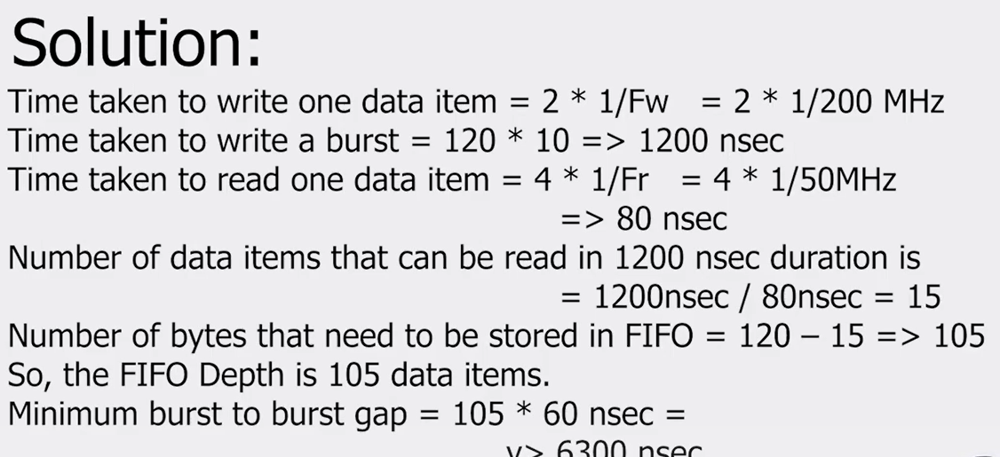 Solution:
Time taken to write one data item = 2 * 1/Fw = 2 * 1/200 MHz
Time taken to write a burst = 120 * 10 => 1200 nsec
Time taken to read one data item = 4 * 1/Fr = 4 * 1/50MHz
=> 80 nsec
Number of data items that can be read in 1200 nsec duration is
= 1200nsec / 80nsec = 15
Number of bytes that need to be stored in FIFO = 120 – 15 => 105
So, the FIFO Depth is 105 data items.
Minimum burst to burst gap = 105 * 60 nsec =
v> 6300 nsec